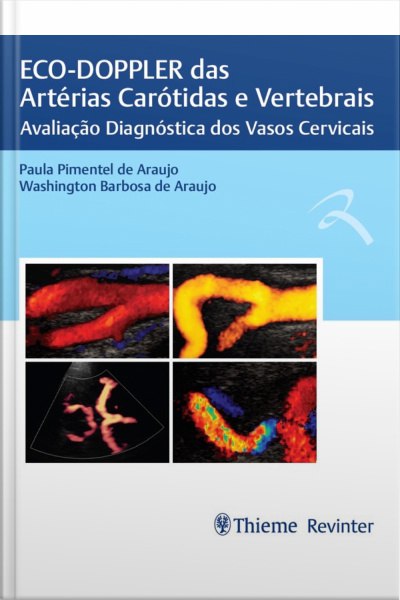 ECO-DOPPLER das
Artérias Carótidas e Vertebrais
Avaliação Diagnóstica dos Vasos Cervicais
Paula Pimentel de Araujo
Washington Barbosa de Araujo
Thieme Revinter